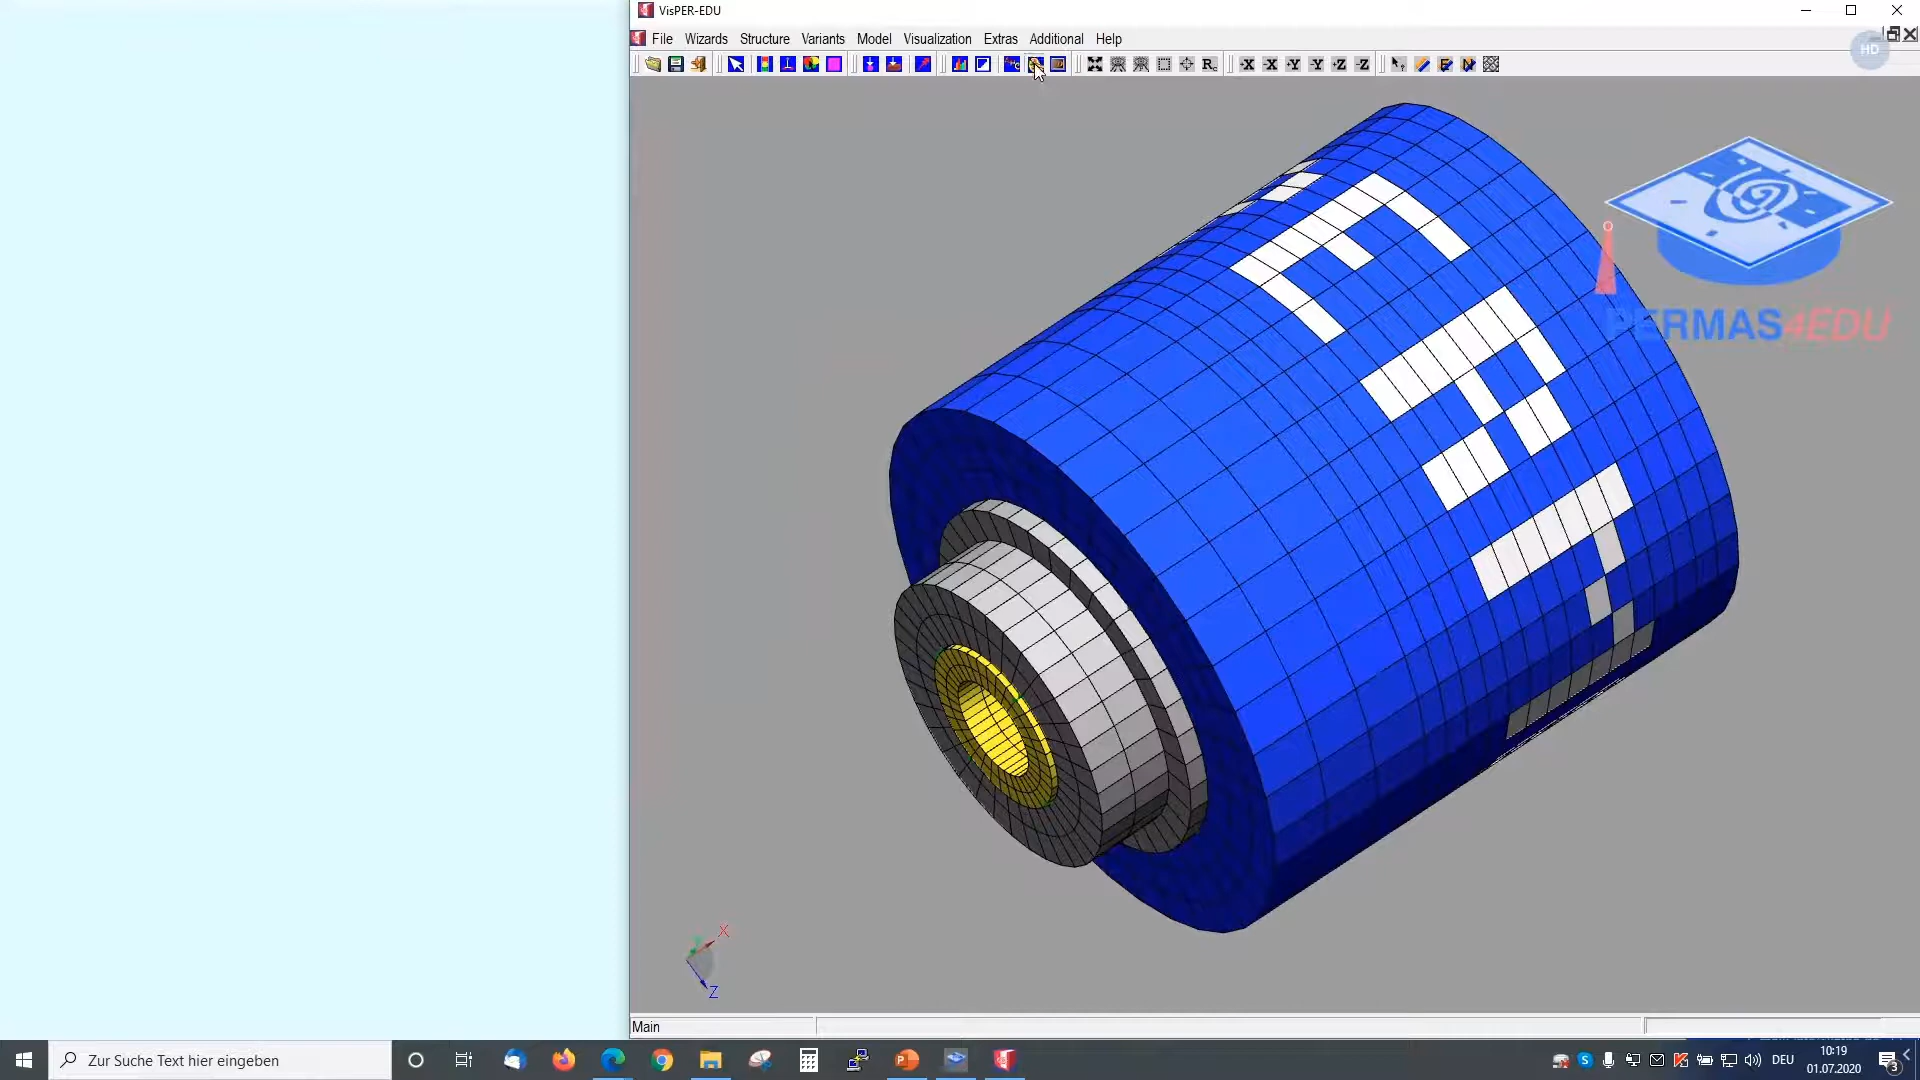 VisPER-EDU
File Wizards Structure Variants Model Visualization Extras Additional Help
HD
R
-X -X -Y -Y -Z -Z
PERMAS4EDU
X
Z
Main
Zur Suche Text hier eingeben
DEU
10:19
01.07.2020
3